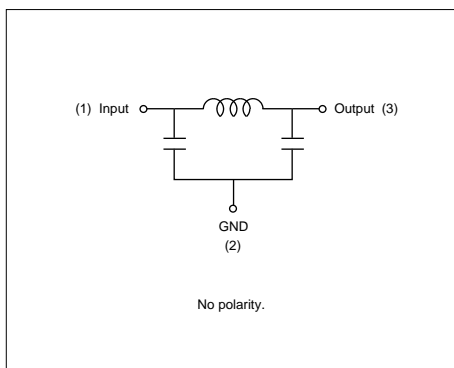 (1) Input Output (3)
GND
(2)
No polarity.